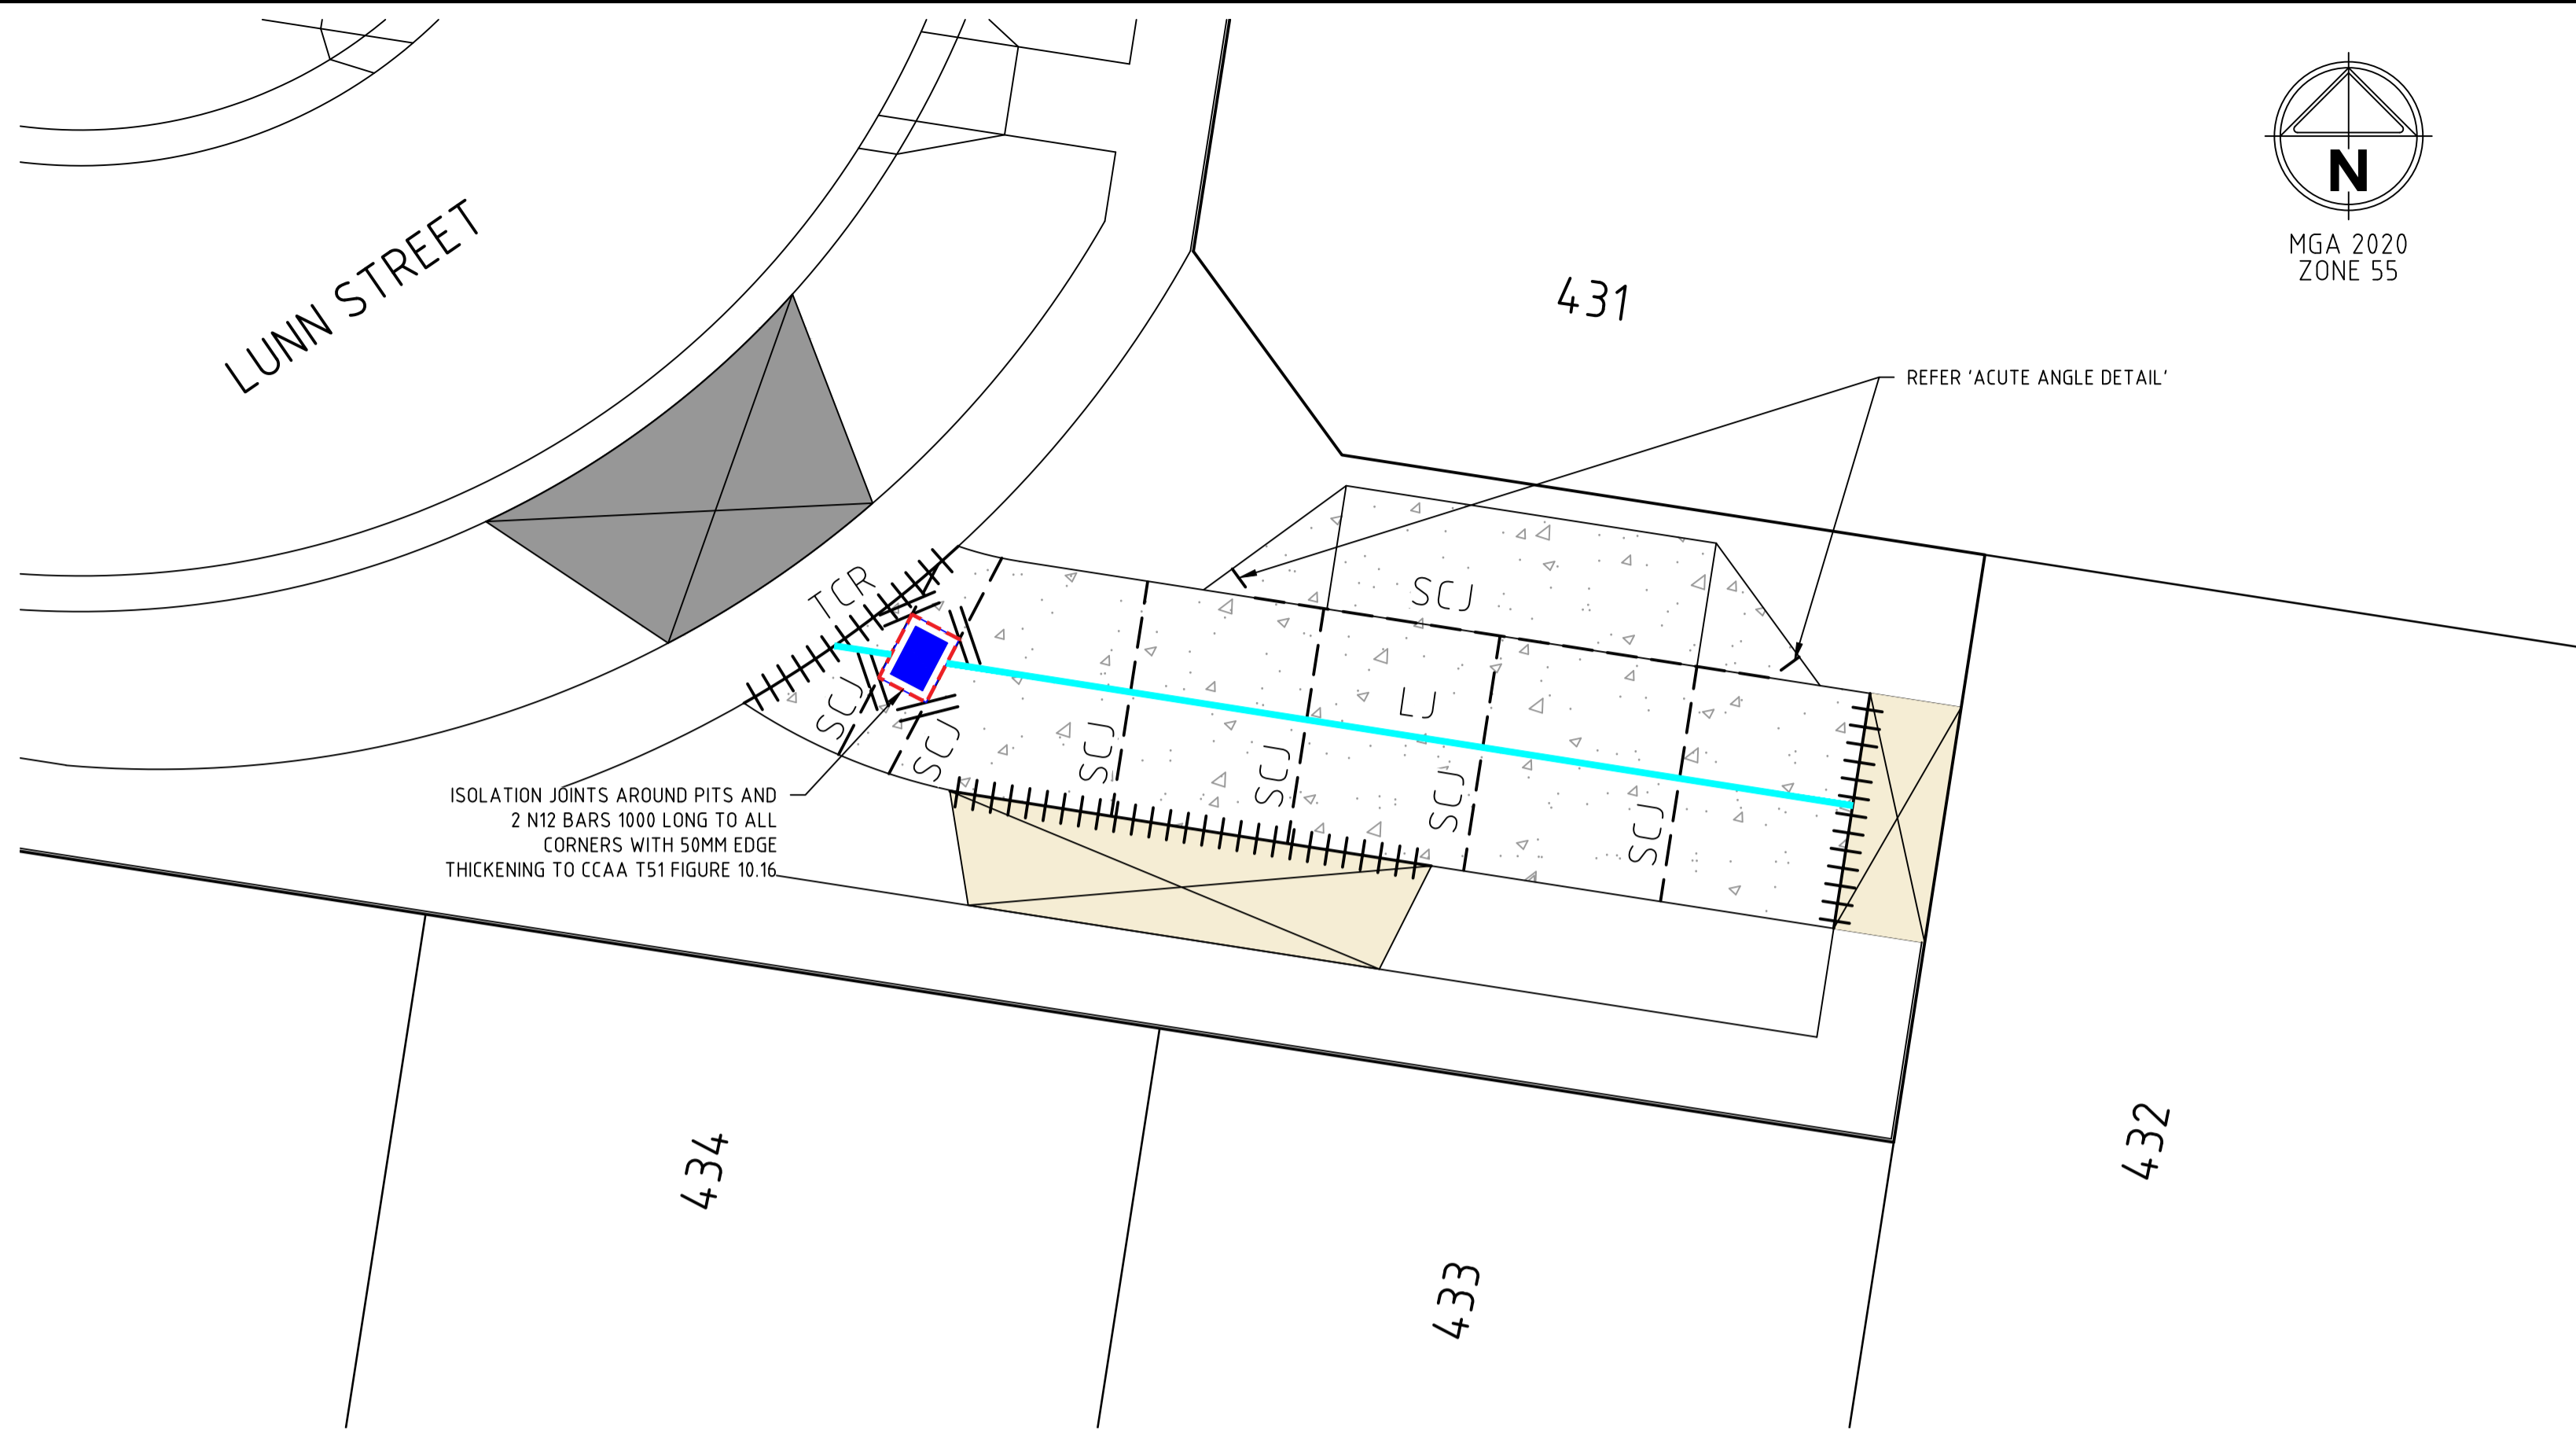 LUNN STREET
N
MGA 2020
ZONE 55
431
REFER 'ACUTE ANGLE DETAIL'
TCR
SCJ
LJ
SCJ
SCJ
SCJ
SCJ
SCJ
SCJ
ISOLATION JOINTS AROUND PITS AND
2 N12 BARS 1000 LONG TO ALL
CORNERS WITH 50MM EDGE
THICKENING TO CCAA T51 FIGURE 10.16
434
433
432